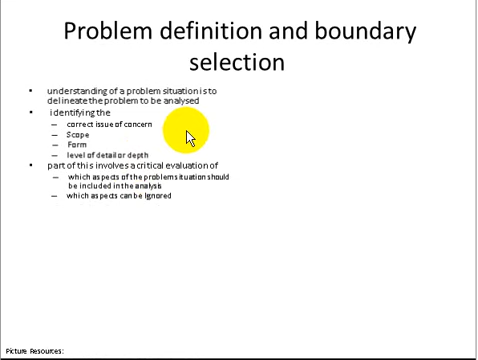 Problem definition and boundary
selection
• understanding of a problem situation is to
delineate the problem to be analysed
• identifying the
– correct issue of concern
– Scope
– Form
– level of detail or depth
• part of this involves a critical evaluation of
– which aspects of the problem situation should
be included in the analysis
– which aspects can be ignored
Picture Resources: